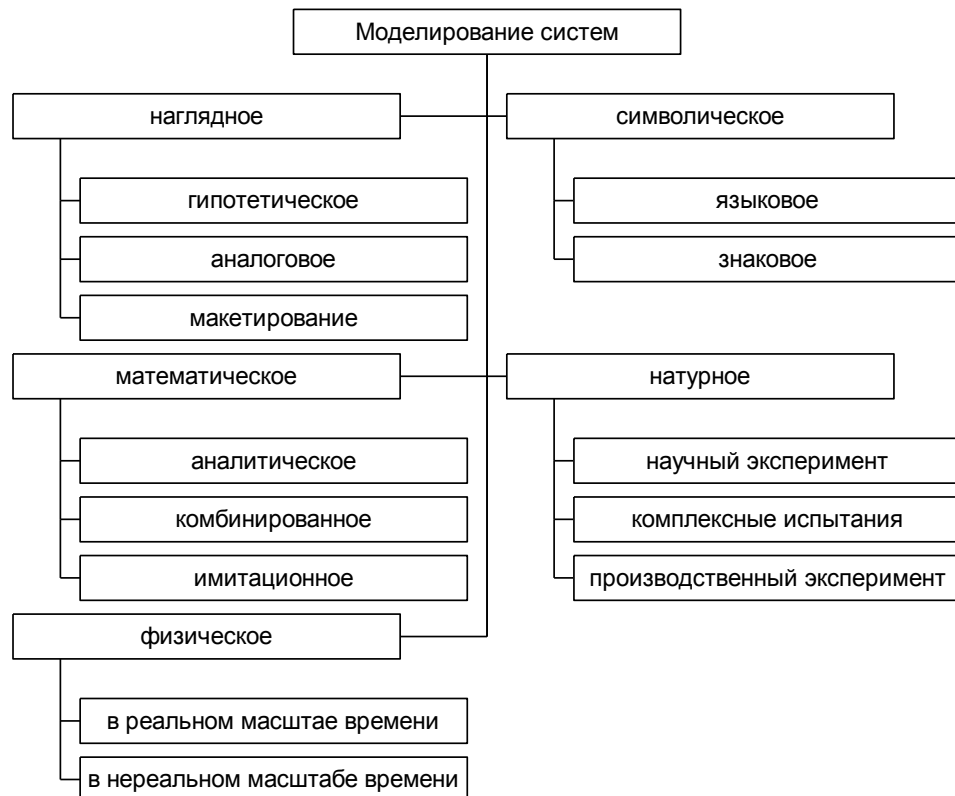 Моделирование систем
наглядное
символическое
гипотетическое
языковое
аналоговое
знаковое
макетирование
математическое
натурное
аналитическое
научный эксперимент
комбинированное
комплексные испытания
имитационное
производственный эксперимент
физическое
в реальном масштае времени
в нереальном масштабе времени